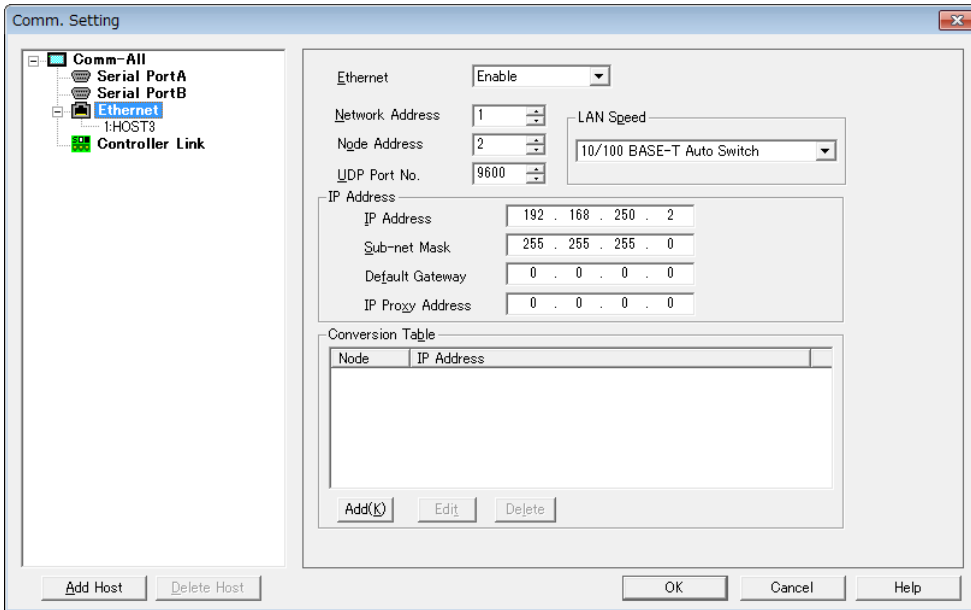 Comm. Setting
Comm-All
Serial PortA
Serial PortB
Ethernet
1:HOST3
Controller Link
Add Host
Delete Host
Ethernet
Enable
Network Address
1
Node Address
2
UDP Port No.
9600
LAN Speed
10/100 BASE-T Auto Switch
IP Address
IP Address
192 . 168 . 250 . 2
Sub-net Mask
255 . 255 . 255 . 0
Default Gateway
0 . 0 . 0 . 0
IP Proxy Address
0 . 0 . 0 . 0
Conversion Table
Node IP Address
Add(K) Edit Delete
OK Cancel Help